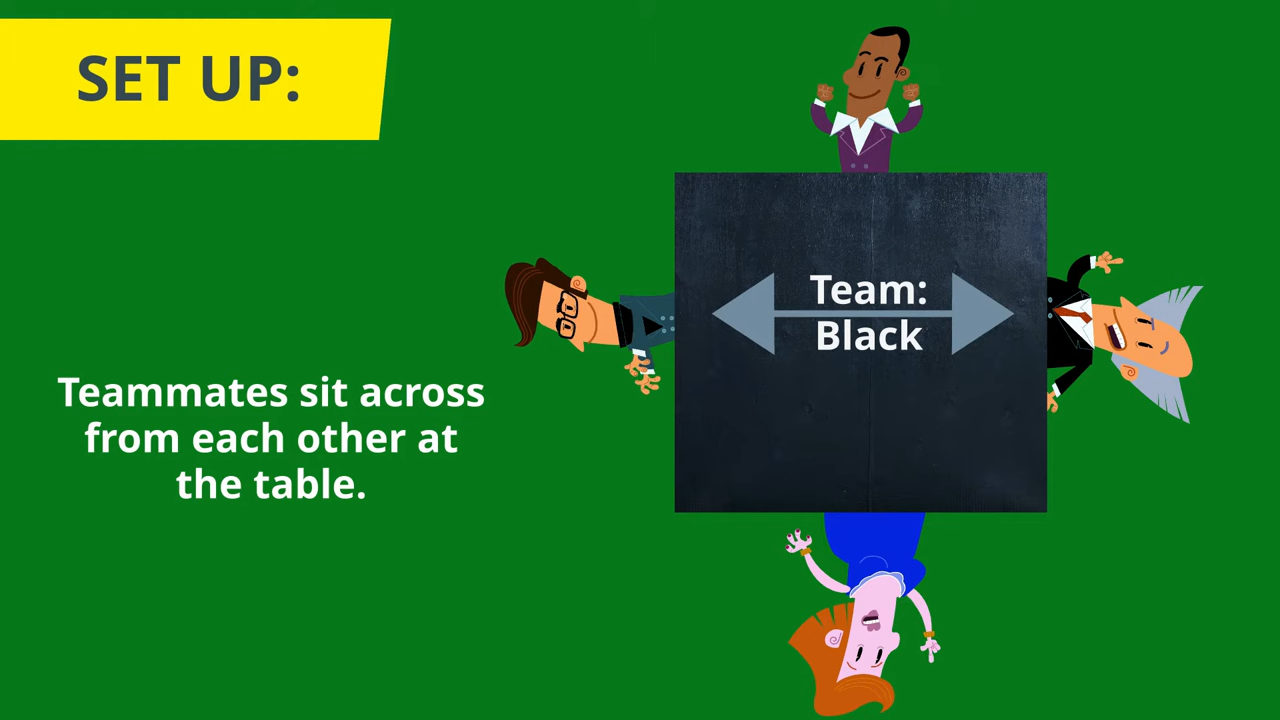 SET UP:
Team:
Black
Teammates sit across
from each other at
the table.